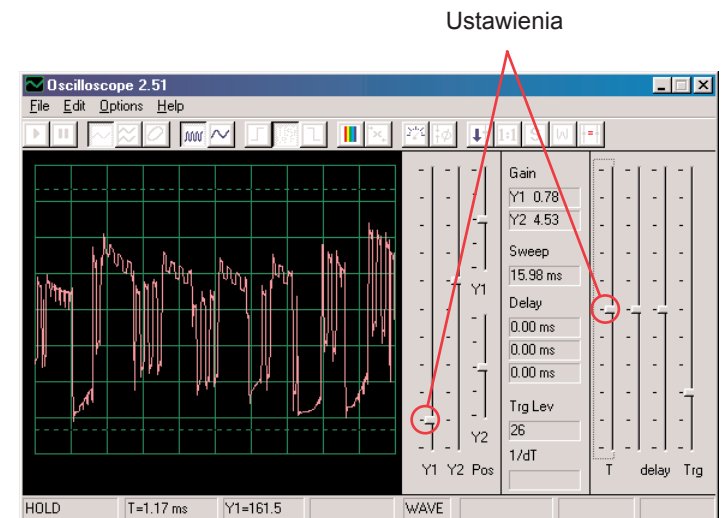 Ustawienia
Oscilloscope 2.51
File Edit Options Help
1:1 S W
Gain
Y1 0.78
Y2 4.53
Sweep
15.98 ms
Y1
Delay
0.00 ms
0.00 ms
0.00 ms
Trg Lev
26
Y2
1/dT
Y1 Y2 Pos
T delay Trg
HOLD T=1.17 ms Y1=161.5 WAVE